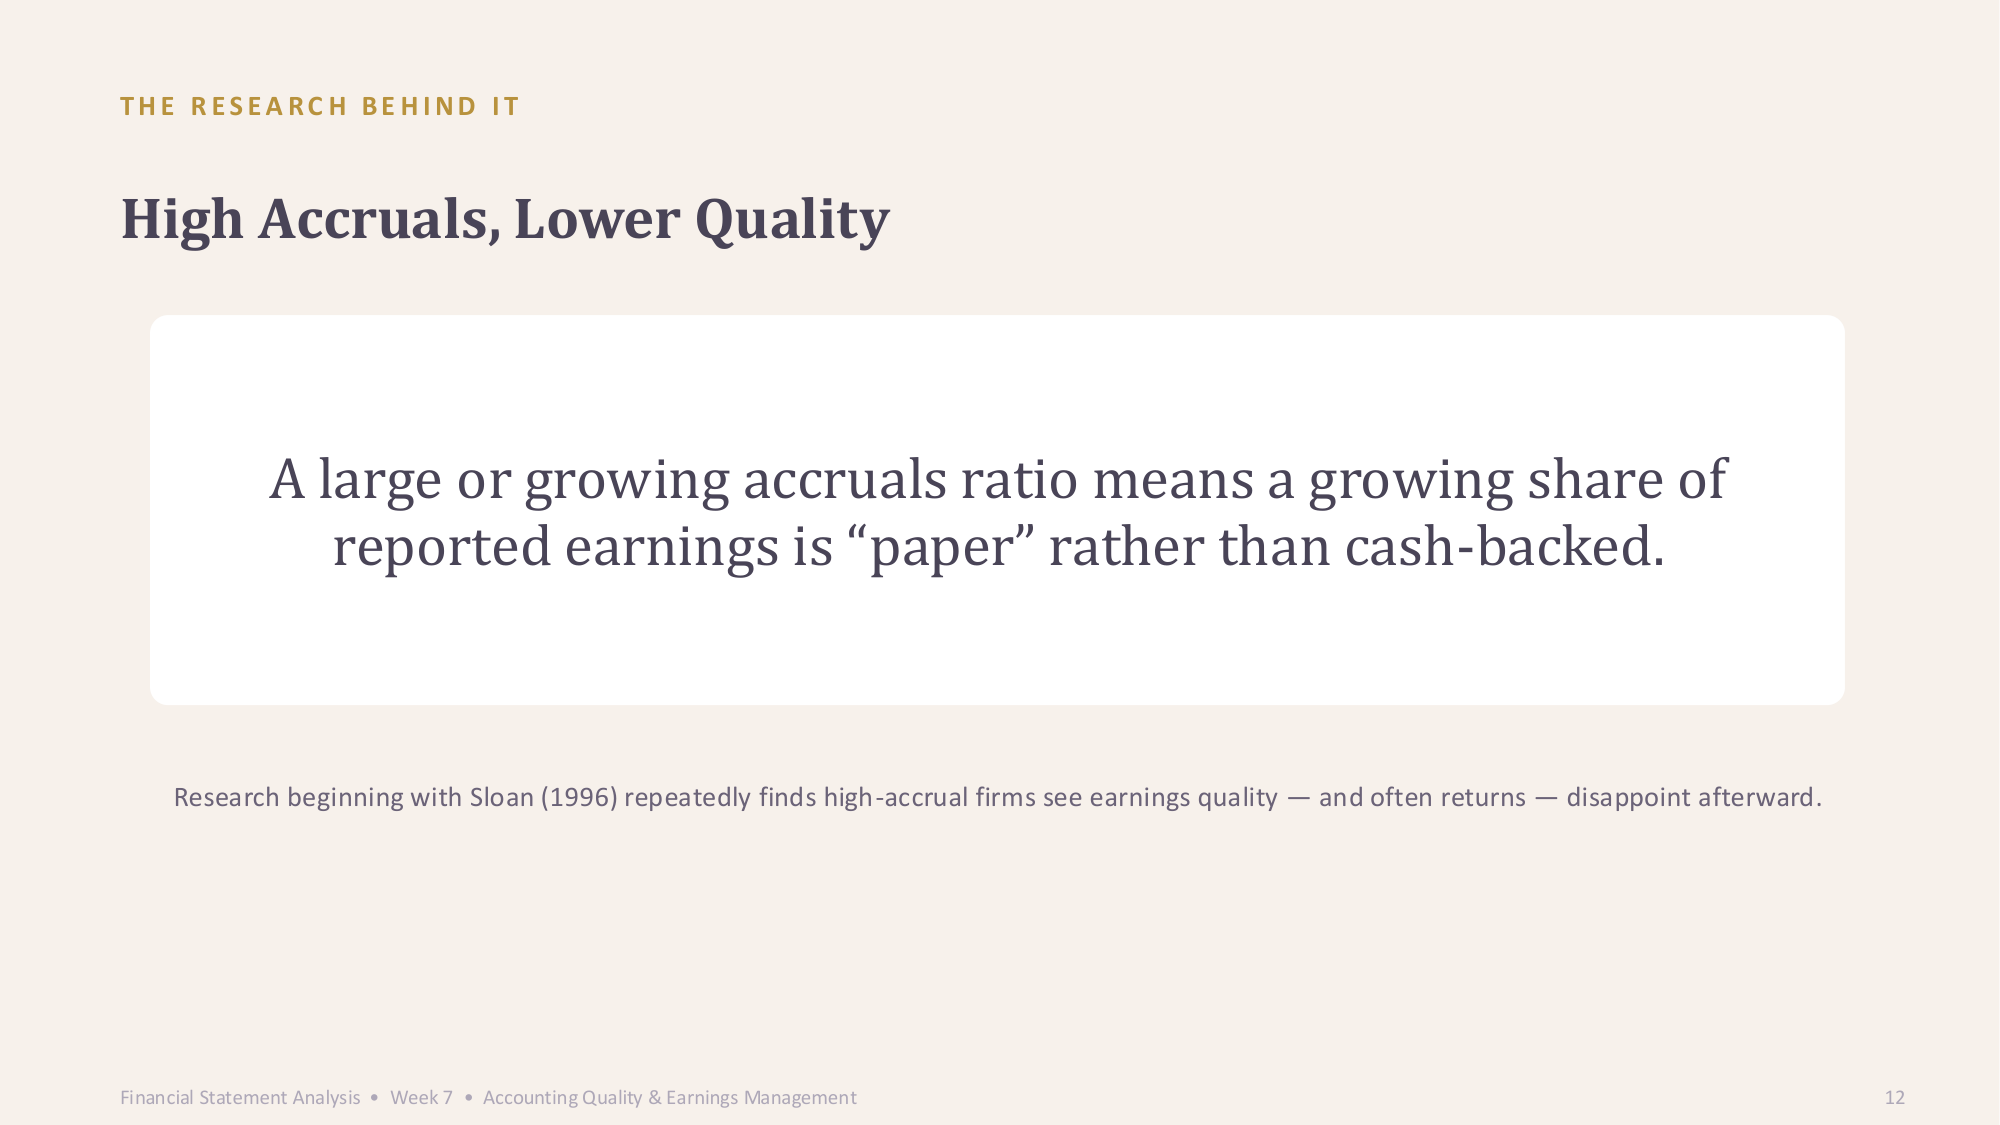 THE RESEARCH BEHIND IT
High Accruals, Lower Quality
A large or growing accruals ratio means a growing share of
reported earnings is “paper” rather than cash-backed.
Research beginning with Sloan (1996) repeatedly finds high-accrual firms see earnings quality — and often returns — disappoint afterward.
Financial Statement Analysis • Week 7 • Accounting Quality & Earnings Management
12